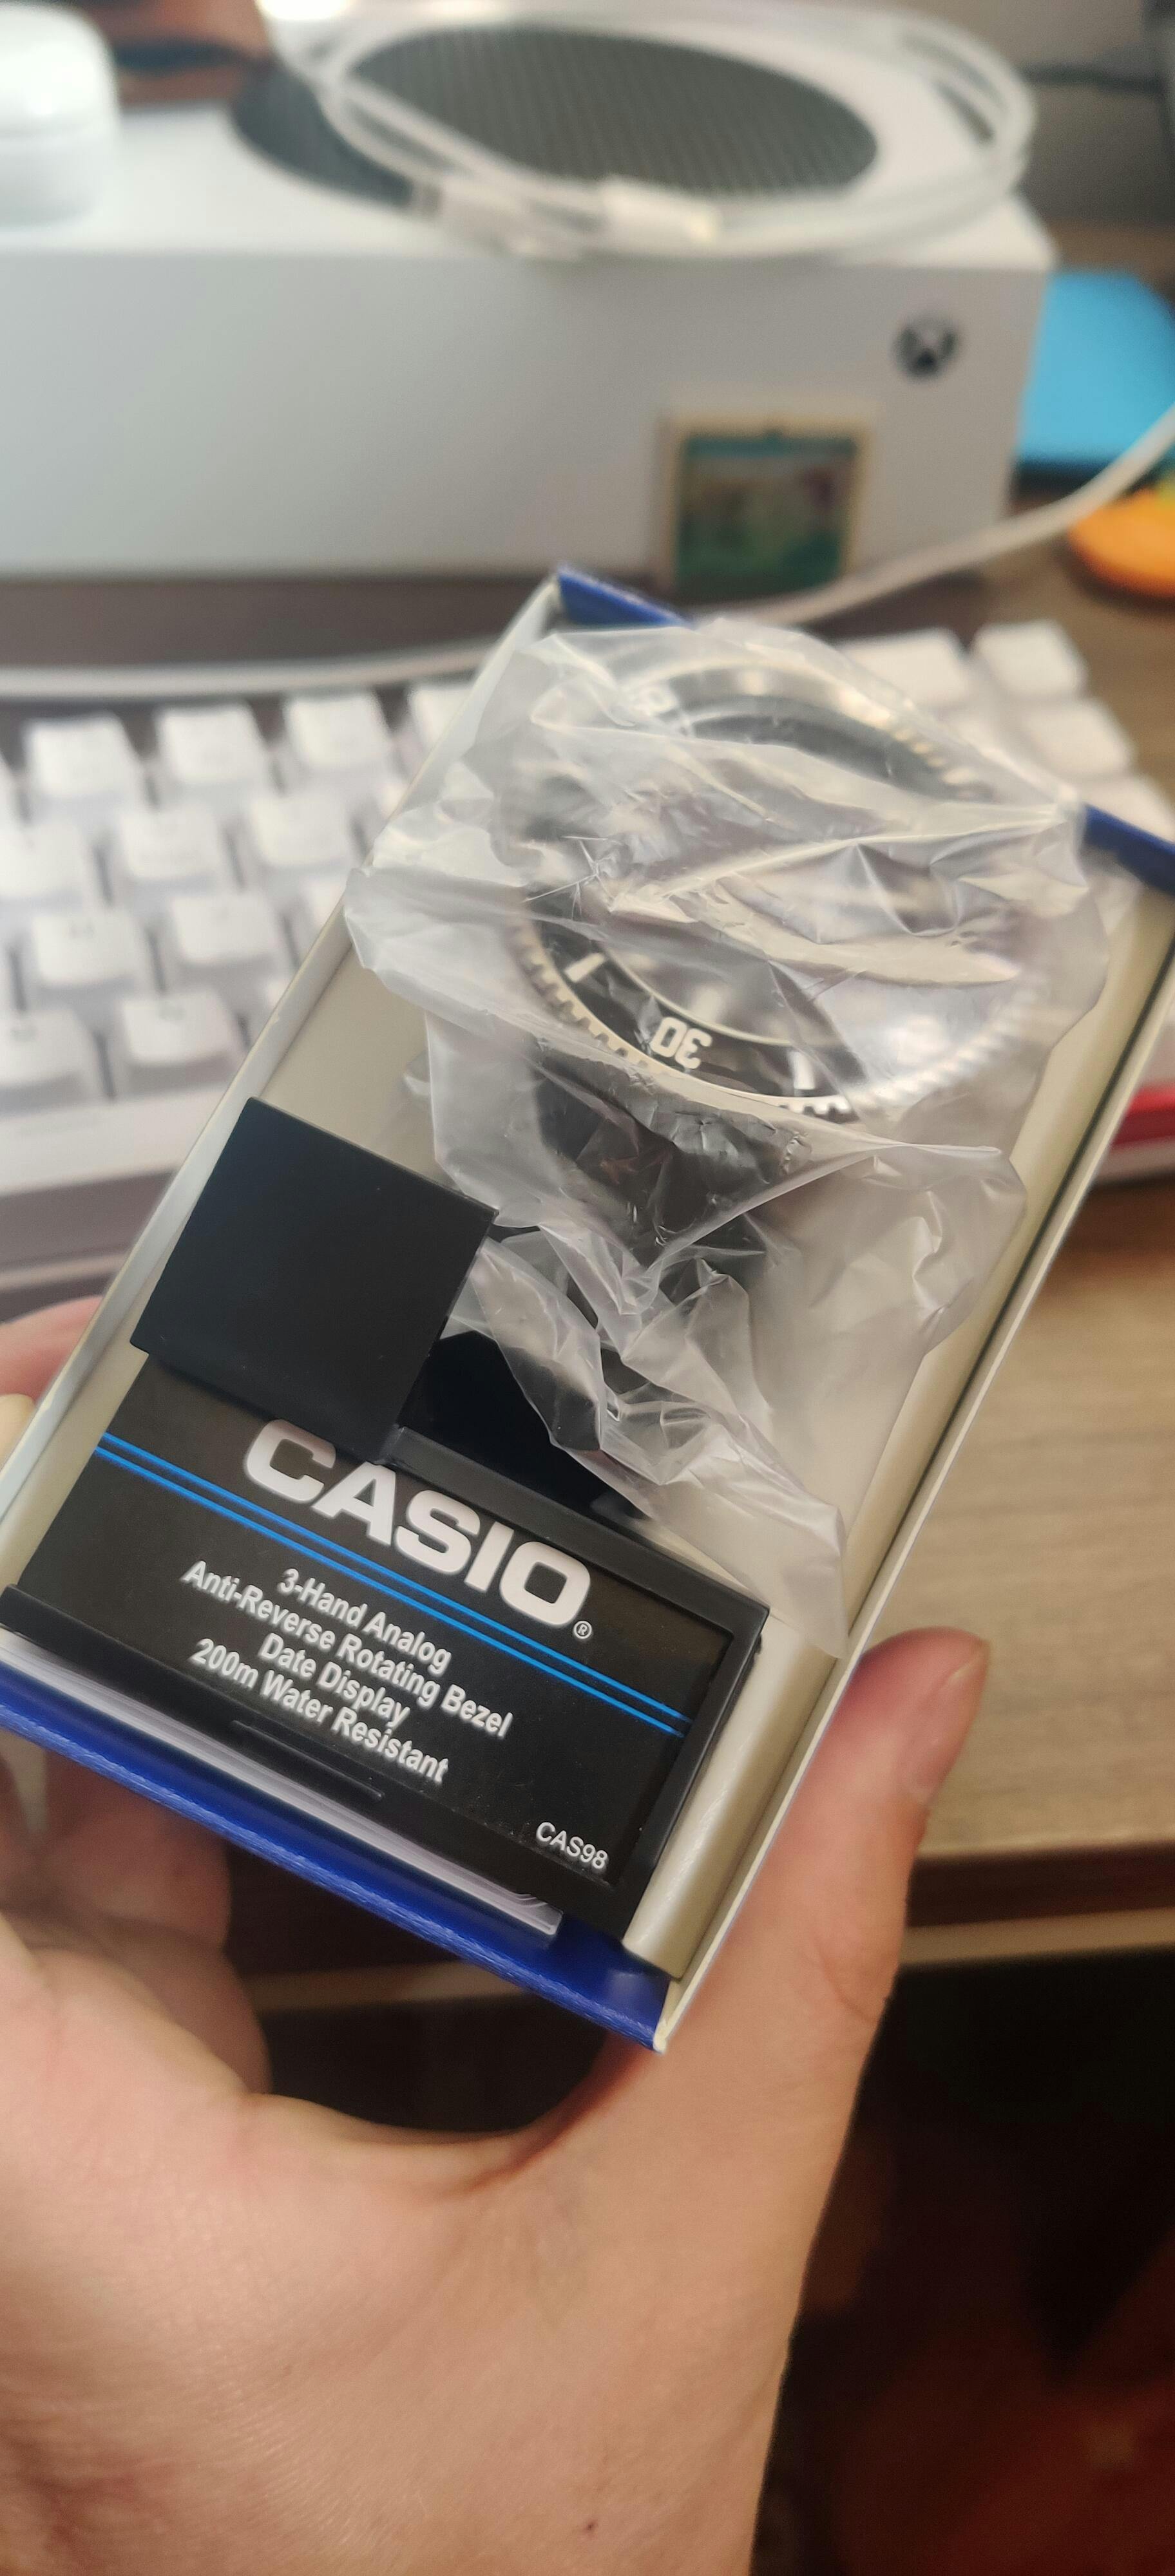 30
CASIO®
3-Hand Analog
Anti-Reverse Rotating Bezel
Date Display
200m Water Resistant
CAS98